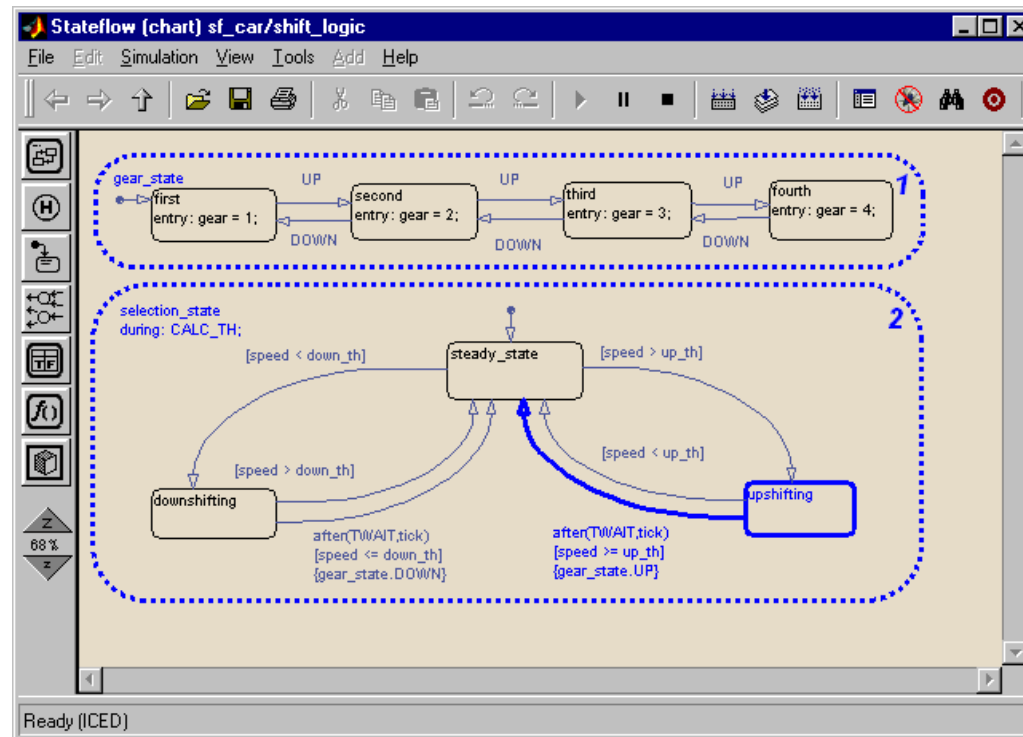 Stateflow (chart) sf_car/shift_logic
File Edit Simulation View Tools Add Help
gear_state
1
first
entry: gear = 1;
UP
DOWN
second
entry: gear = 2;
UP
DOWN
third
entry: gear = 3;
UP
DOWN
fourth
entry: gear = 4;
H
TF
f()
selection_state
during: CALC_TH;
2
[speed < down_th]
steady_state
[speed > up_th]
[speed > down_th]
[speed < up_th]
downshifting
upshifting
after(TWAIT,tick)
[speed <= down_th]
{gear_state.DOWN}
after(TWAIT,tick)
[speed >= up_th]
{gear_state.UP}
Z
68%
z
Ready (ICED)